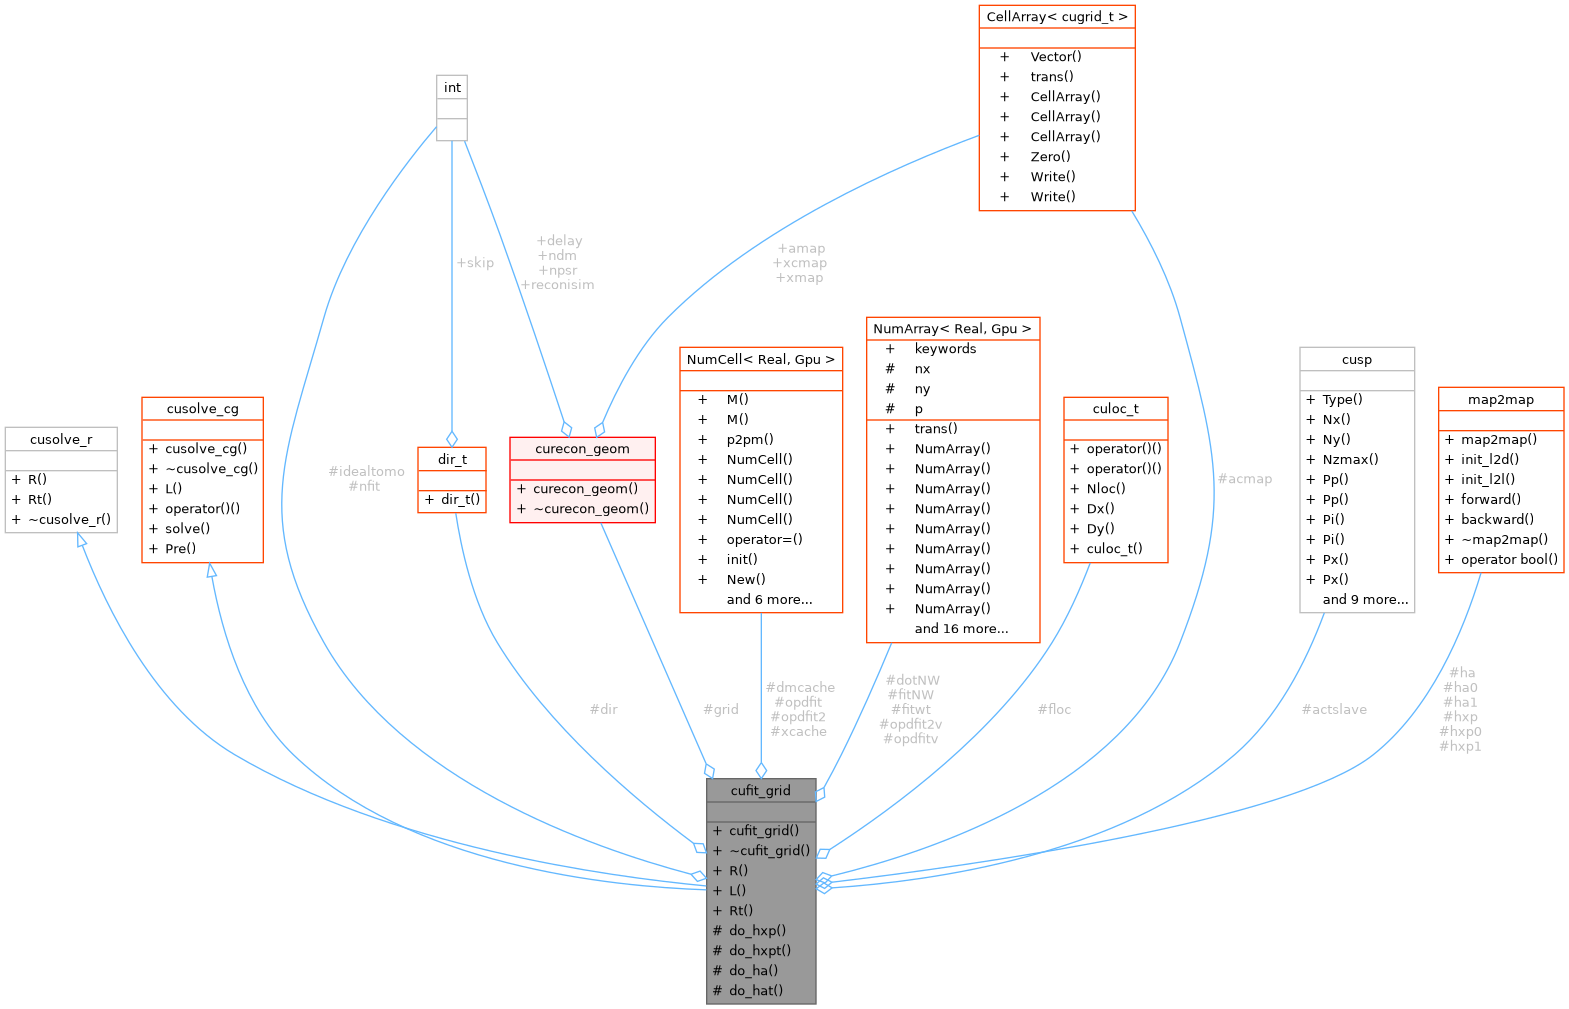 CellArray< cugrid_t >
+ Vector()
+ trans()
+ CellArray()
+ CellArray()
+ CellArray()
+ Zero()
+ Write()
+ Write()
int
+skip
+delay
+ndm
+npsr
+reconisim
+amap
+xcmap
+xmap
cusolve_r
+ R()
+ Rt()
+ ~cusolve_r()
cusolve_cg
+ cusolve_cg()
+ ~cusolve_cg()
+ L()
+ operator()()
+ solve()
+ Pre()
#idealtomo
#nfit
dir_t
+ dir_t()
curecon_geom
+ curecon_geom()
+ ~curecon_geom()
NumCell< Real, Gpu >
+ M()
+ M()
+ p2pm()
+ NumCell()
+ NumCell()
+ NumCell()
+ NumCell()
+ operator=()
+ init()
+ New()
and 6 more...
NumArray< Real, Gpu >
+ keywords
# nx
# ny
# p
+ trans()
+ NumArray()
+ NumArray()
+ NumArray()
+ NumArray()
+ NumArray()
+ NumArray()
+ NumArray()
+ NumArray()
+ NumArray()
and 16 more...
culoc_t
+ operator()()
+ operator()()
+ Nloc()
+ Dx()
+ Dy()
+ culoc_t()
#acmap
cusp
+ Type()
+ Nx()
+ Ny()
+ Nzmax()
+ Pp()
+ Pp()
+ Pi()
+ Pi()
+ Px()
+ Px()
and 9 more...
map2map
+ map2map()
+ init_l2d()
+ init_l2l()
+ forward()
+ backward()
+ ~map2map()
+ operator bool()
#dir
#grid
#dmcache
#opdfit
#opdfit2
#xcache
#dotNW
#fitNW
#fitwt
#opdfit2v
#opdfitv
#floc
#actslave
#ha
#ha0
#ha1
#hxp
#hxp0
#hxp1
cufit_grid
+ cufit_grid()
+ ~cufit_grid()
+ R()
+ L()
+ Rt()
# do_hxp()
# do_hxpt()
# do_ha()
# do_hat()